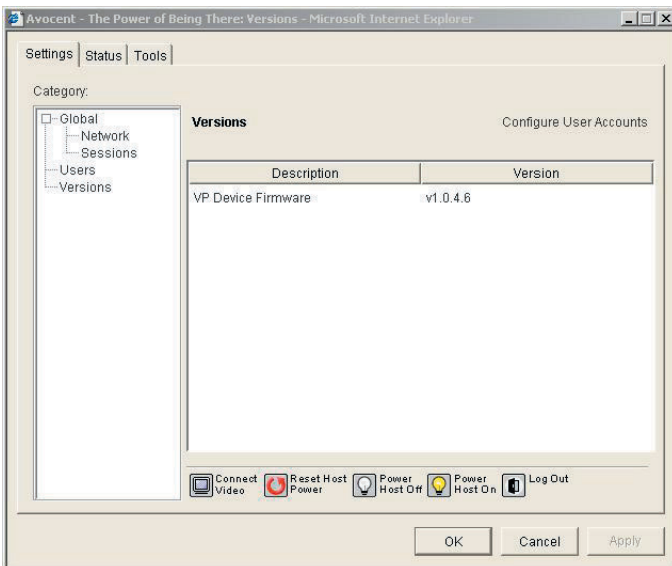 Avocent - The Power of Being There: Versions - Microsoft Internet Explorer
Settings Status Tools
Category:
Global
Network
Sessions
Users
Versions
Versions
Configure User Accounts
Description Version
VP Device Firmware v1.0.4.6
Connect Video
Reset Host Power
Power Host Off
Power Host On
Log Out
OK Cancel Apply